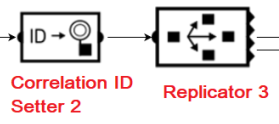 ID
Correlation ID
Setter 2
Replicator 3